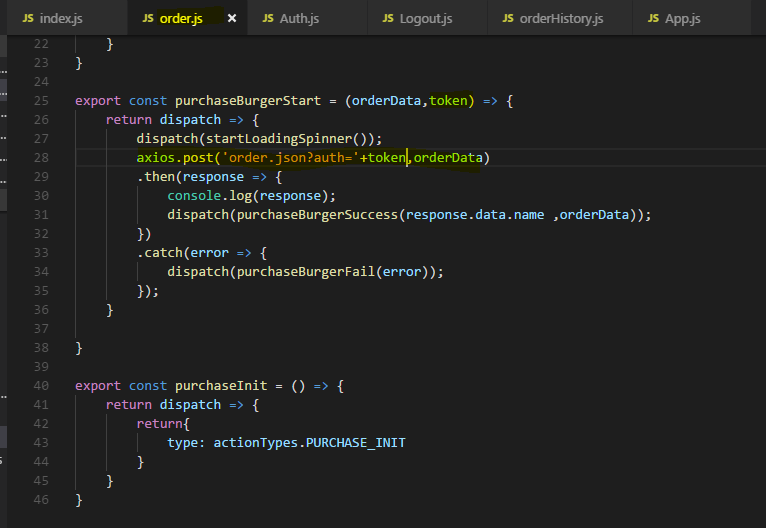 JS index.js JS order.js × JS Auth.js JS Logout.js JS orderHistory.js JS App.js
22 }
23 }
24
25 export const purchaseBurgerStart = (orderData,token) => {
26 return dispatch => {
27 dispatch(startLoadingSpinner());
28 axios.post('order.json?auth='+token,orderData)
29 .then(response => {
30 console.log(response);
31 dispatch(purchaseBurgerSuccess(response.data.name ,orderData));
32 })
33 .catch(error => {
34 dispatch(purchaseBurgerFail(error));
35 });
36 }
37
38 }
39
40 export const purchaseInit = () => {
41 return dispatch => {
42 return{
43 type: actionTypes.PURCHASE_INIT
44 }
45 }
46 }